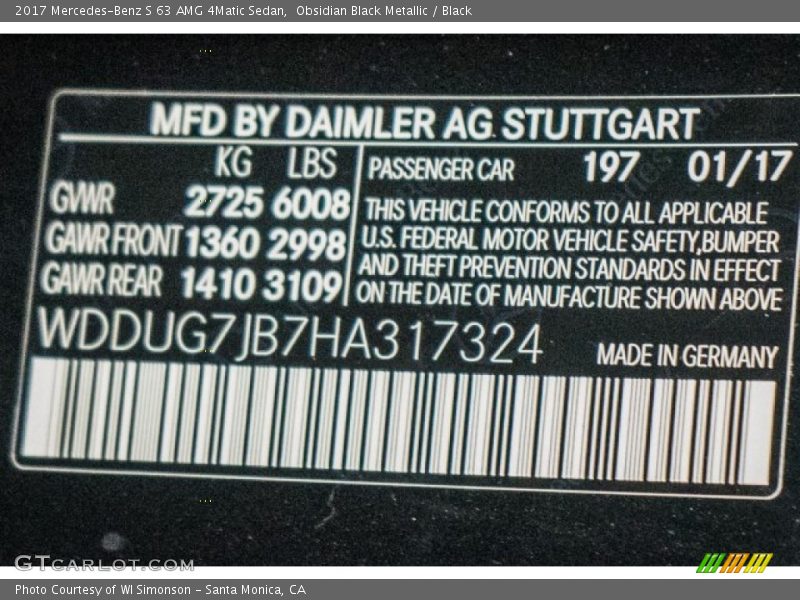 2017 Mercedes-Benz S 63 AMG 4Matic Sedan,  Obsidian Black Metallic / Black
MFD BY DAIMLER AG STUTTGART
KG LBS
GVWR 2725 6008
GAWR FRONT 1360 2998
GAWR REAR 1410 3109
PASSENGER CAR 197 01/17
THIS VEHICLE CONFORMS TO ALL APPLICABLE
U.S. FEDERAL MOTOR VEHICLE SAFETY,BUMPER
AND THEFT PREVENTION STANDARDS IN EFFECT
ON THE DATE OF MANUFACTURE SHOWN ABOVE
WDDUG7JB7HA317324
MADE IN GERMANY
GTCARLOT.COM
Photo Courtesy of WI Simonson - Santa Monica, CA